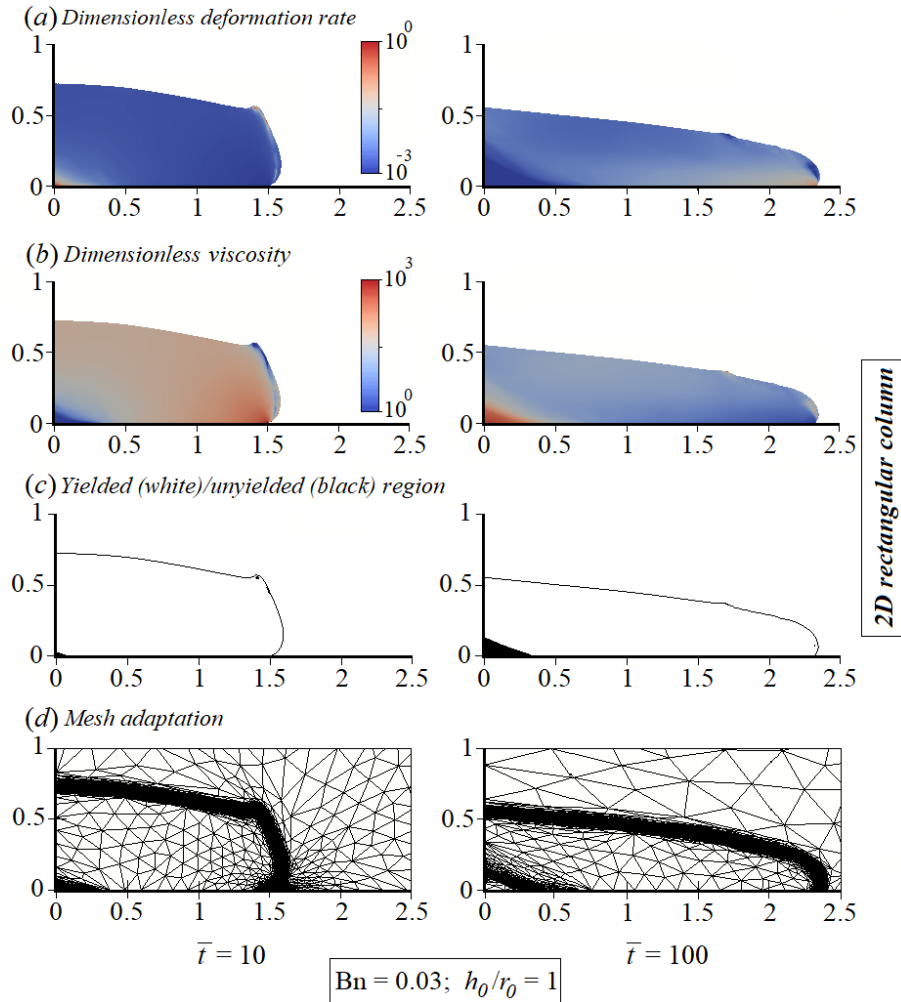 (a) Dimensionless deformation rate
1
0.5
0
10^0
10^-3
0 0.5 1 1.5 2 2.5
1
0.5
0
0 0.5 1 1.5 2 2.5
(b) Dimensionless viscosity
1
0.5
0
10^3
10^0
0 0.5 1 1.5 2 2.5
1
0.5
0
0 0.5 1 1.5 2 2.5
(c) Yielded (white)/unyielded (black) region
1
0.5
0
0 0.5 1 1.5 2 2.5
1
0.5
0
0 0.5 1 1.5 2 2.5
(d) Mesh adaptation
1
0.5
0
0 0.5 1 1.5 2 2.5
1
0.5
0
0 0.5 1 1.5 2 2.5
t̅ = 10
t̅ = 100
Bn = 0.03; h₀/r₀ = 1
2D rectangular column